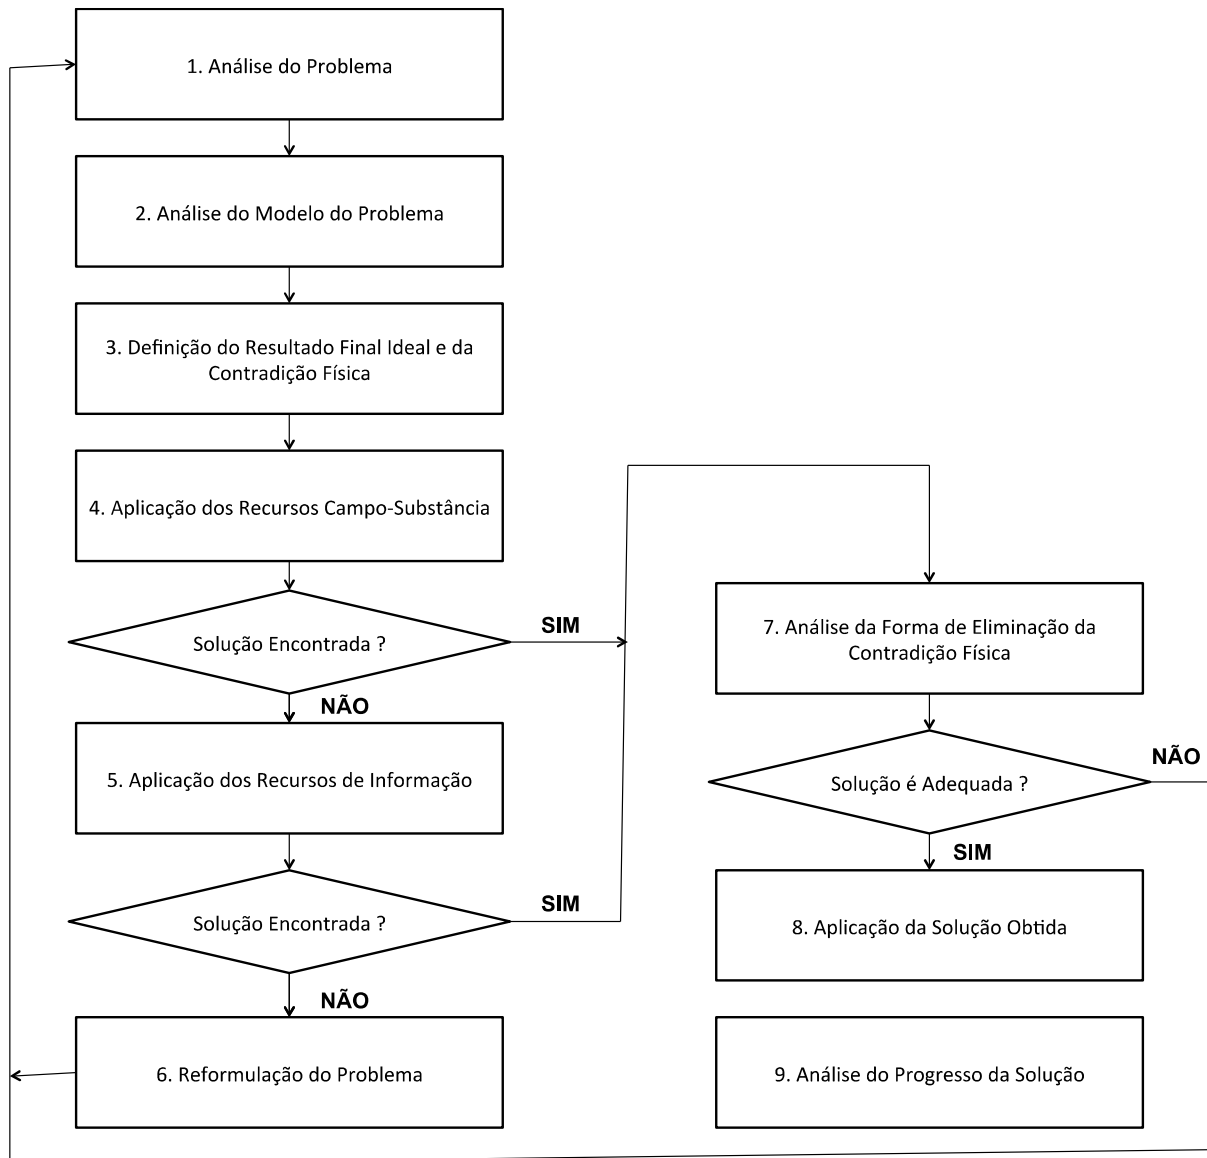 1. Análise do Problema
2. Análise do Modelo do Problema
3. Definição do Resultado Final Ideal e da
Contradição Física
4. Aplicação dos Recursos Campo-Substância
Solução Encontrada ?
SIM
NÃO
5. Aplicação dos Recursos de Informação
Solução Encontrada ?
SIM
NÃO
6. Reformulação do Problema
7. Análise da Forma de Eliminação da
Contradição Física
Solução é Adequada ?
NÃO
SIM
8. Aplicação da Solução Obtida
9. Análise do Progresso da Solução